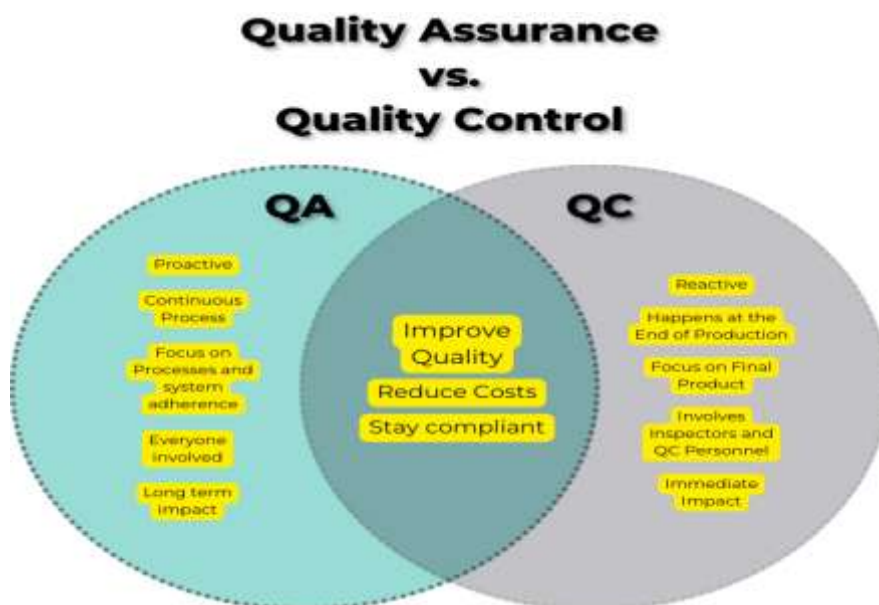 Quality Assurance
vs.
Quality Control
QA
Proactive
Continuous
Process
Focus on
Processes and
system
adherence
Everyone
involved
Long term
impact
Improve
Quality
Reduce Costs
Stay compliant
QC
Reactive
Happens at the
End of Production
Focus on Final
Product
Involves
Inspectors and
QC Personnel
Immediate
Impact